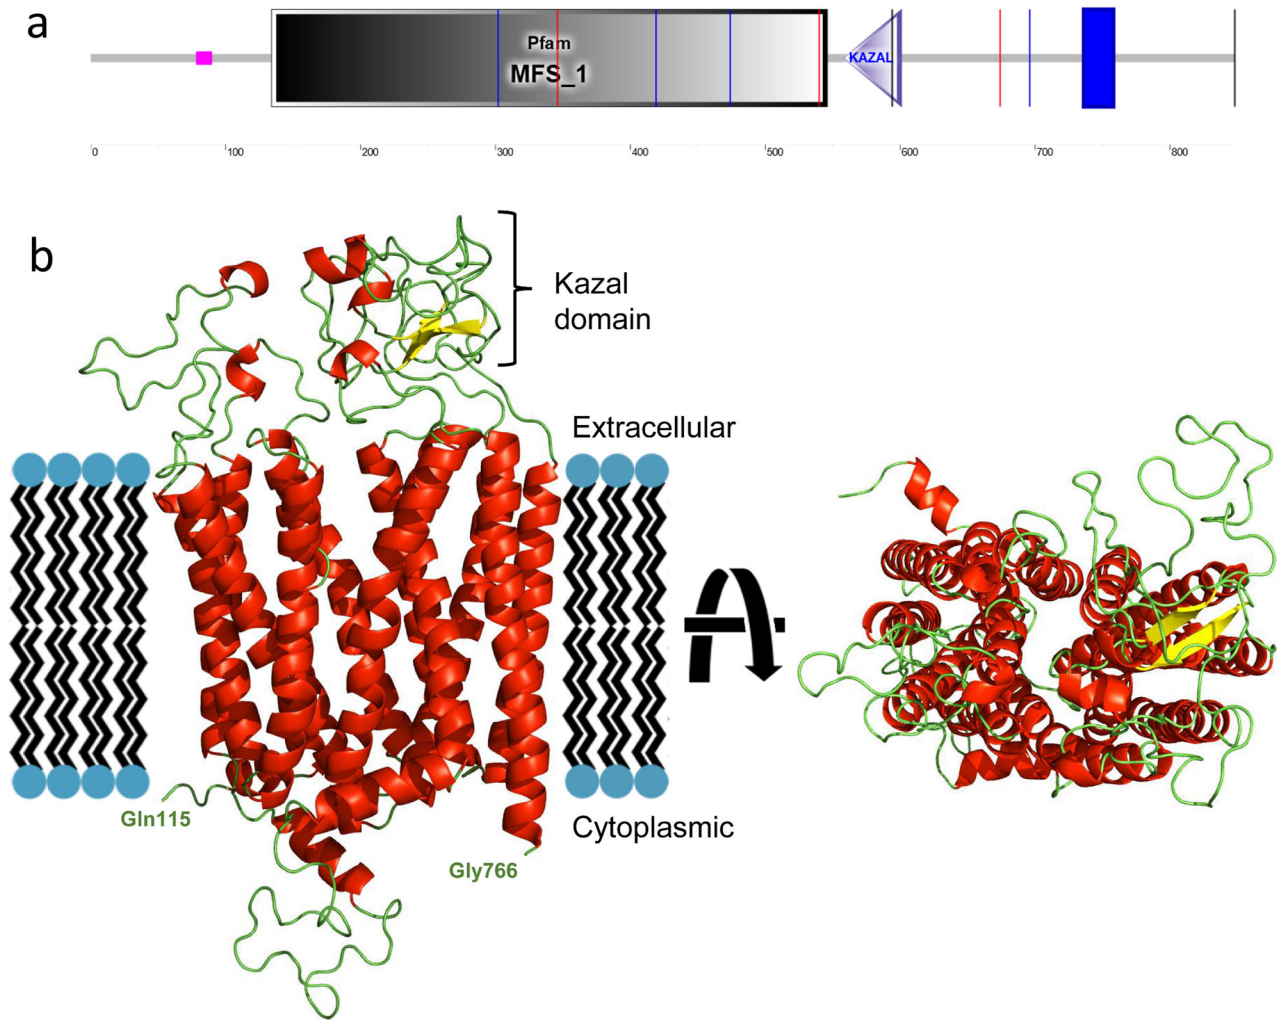 a
Pfam
MFS_1
KAZAL
0 100 200 300 400 500 600 700 800
b
Kazal
domain
Extracellular
Gln115
Cytoplasmic
Gly766